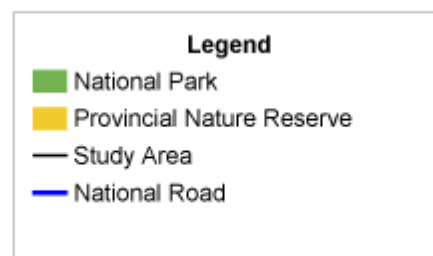 Legend
National Park
Provincial Nature Reserve
Study Area
National Road